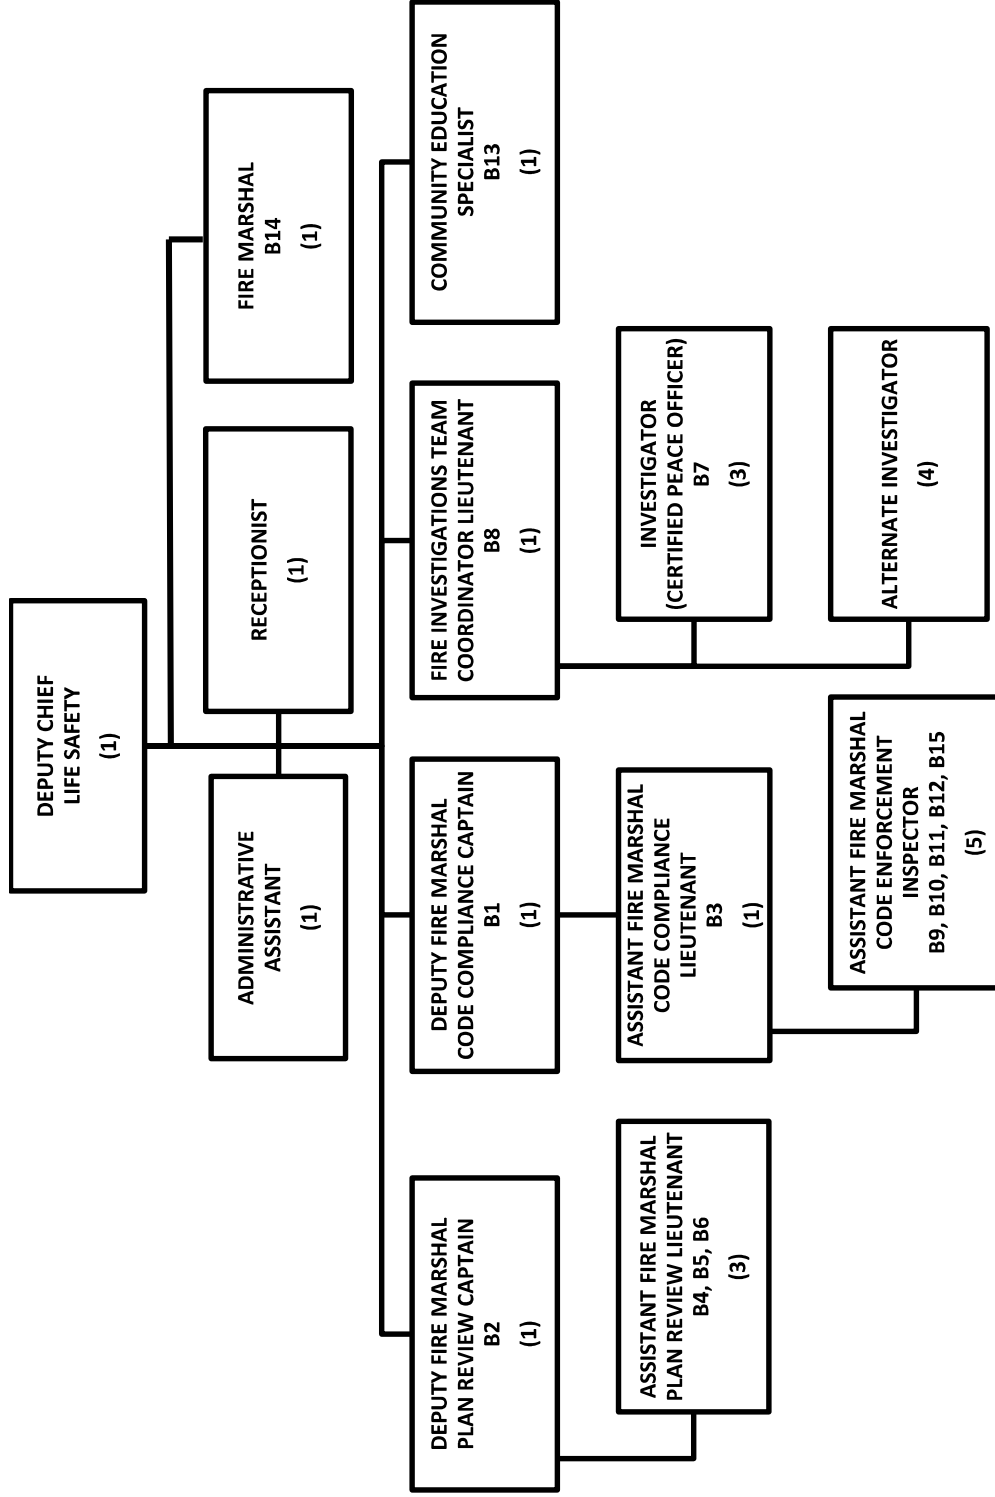 DEPUTY CHIEF
LIFE SAFETY
(1)
FIRE MARSHAL
B14
(1)
ADMINISTRATIVE
ASSISTANT
(1)
RECEPTIONIST
(1)
DEPUTY FIRE MARSHAL
PLAN REVIEW CAPTAIN
B2
(1)
DEPUTY FIRE MARSHAL
CODE COMPLIANCE CAPTAIN
B1
(1)
FIRE INVESTIGATIONS TEAM
COORDINATOR LIEUTENANT
B8
(1)
COMMUNITY EDUCATION
SPECIALIST
B13
(1)
ASSISTANT FIRE MARSHAL
PLAN REVIEW LIEUTENANT
B4, B5, B6
(3)
ASSISTANT FIRE MARSHAL
CODE COMPLIANCE
LIEUTENANT
B3
(1)
INVESTIGATOR
(CERTIFIED PEACE OFFICER)
B7
(3)
ASSISTANT FIRE MARSHAL
CODE ENFORCEMENT
INSPECTOR
B9, B10, B11, B12, B15
(5)
ALTERNATE INVESTIGATOR
(4)